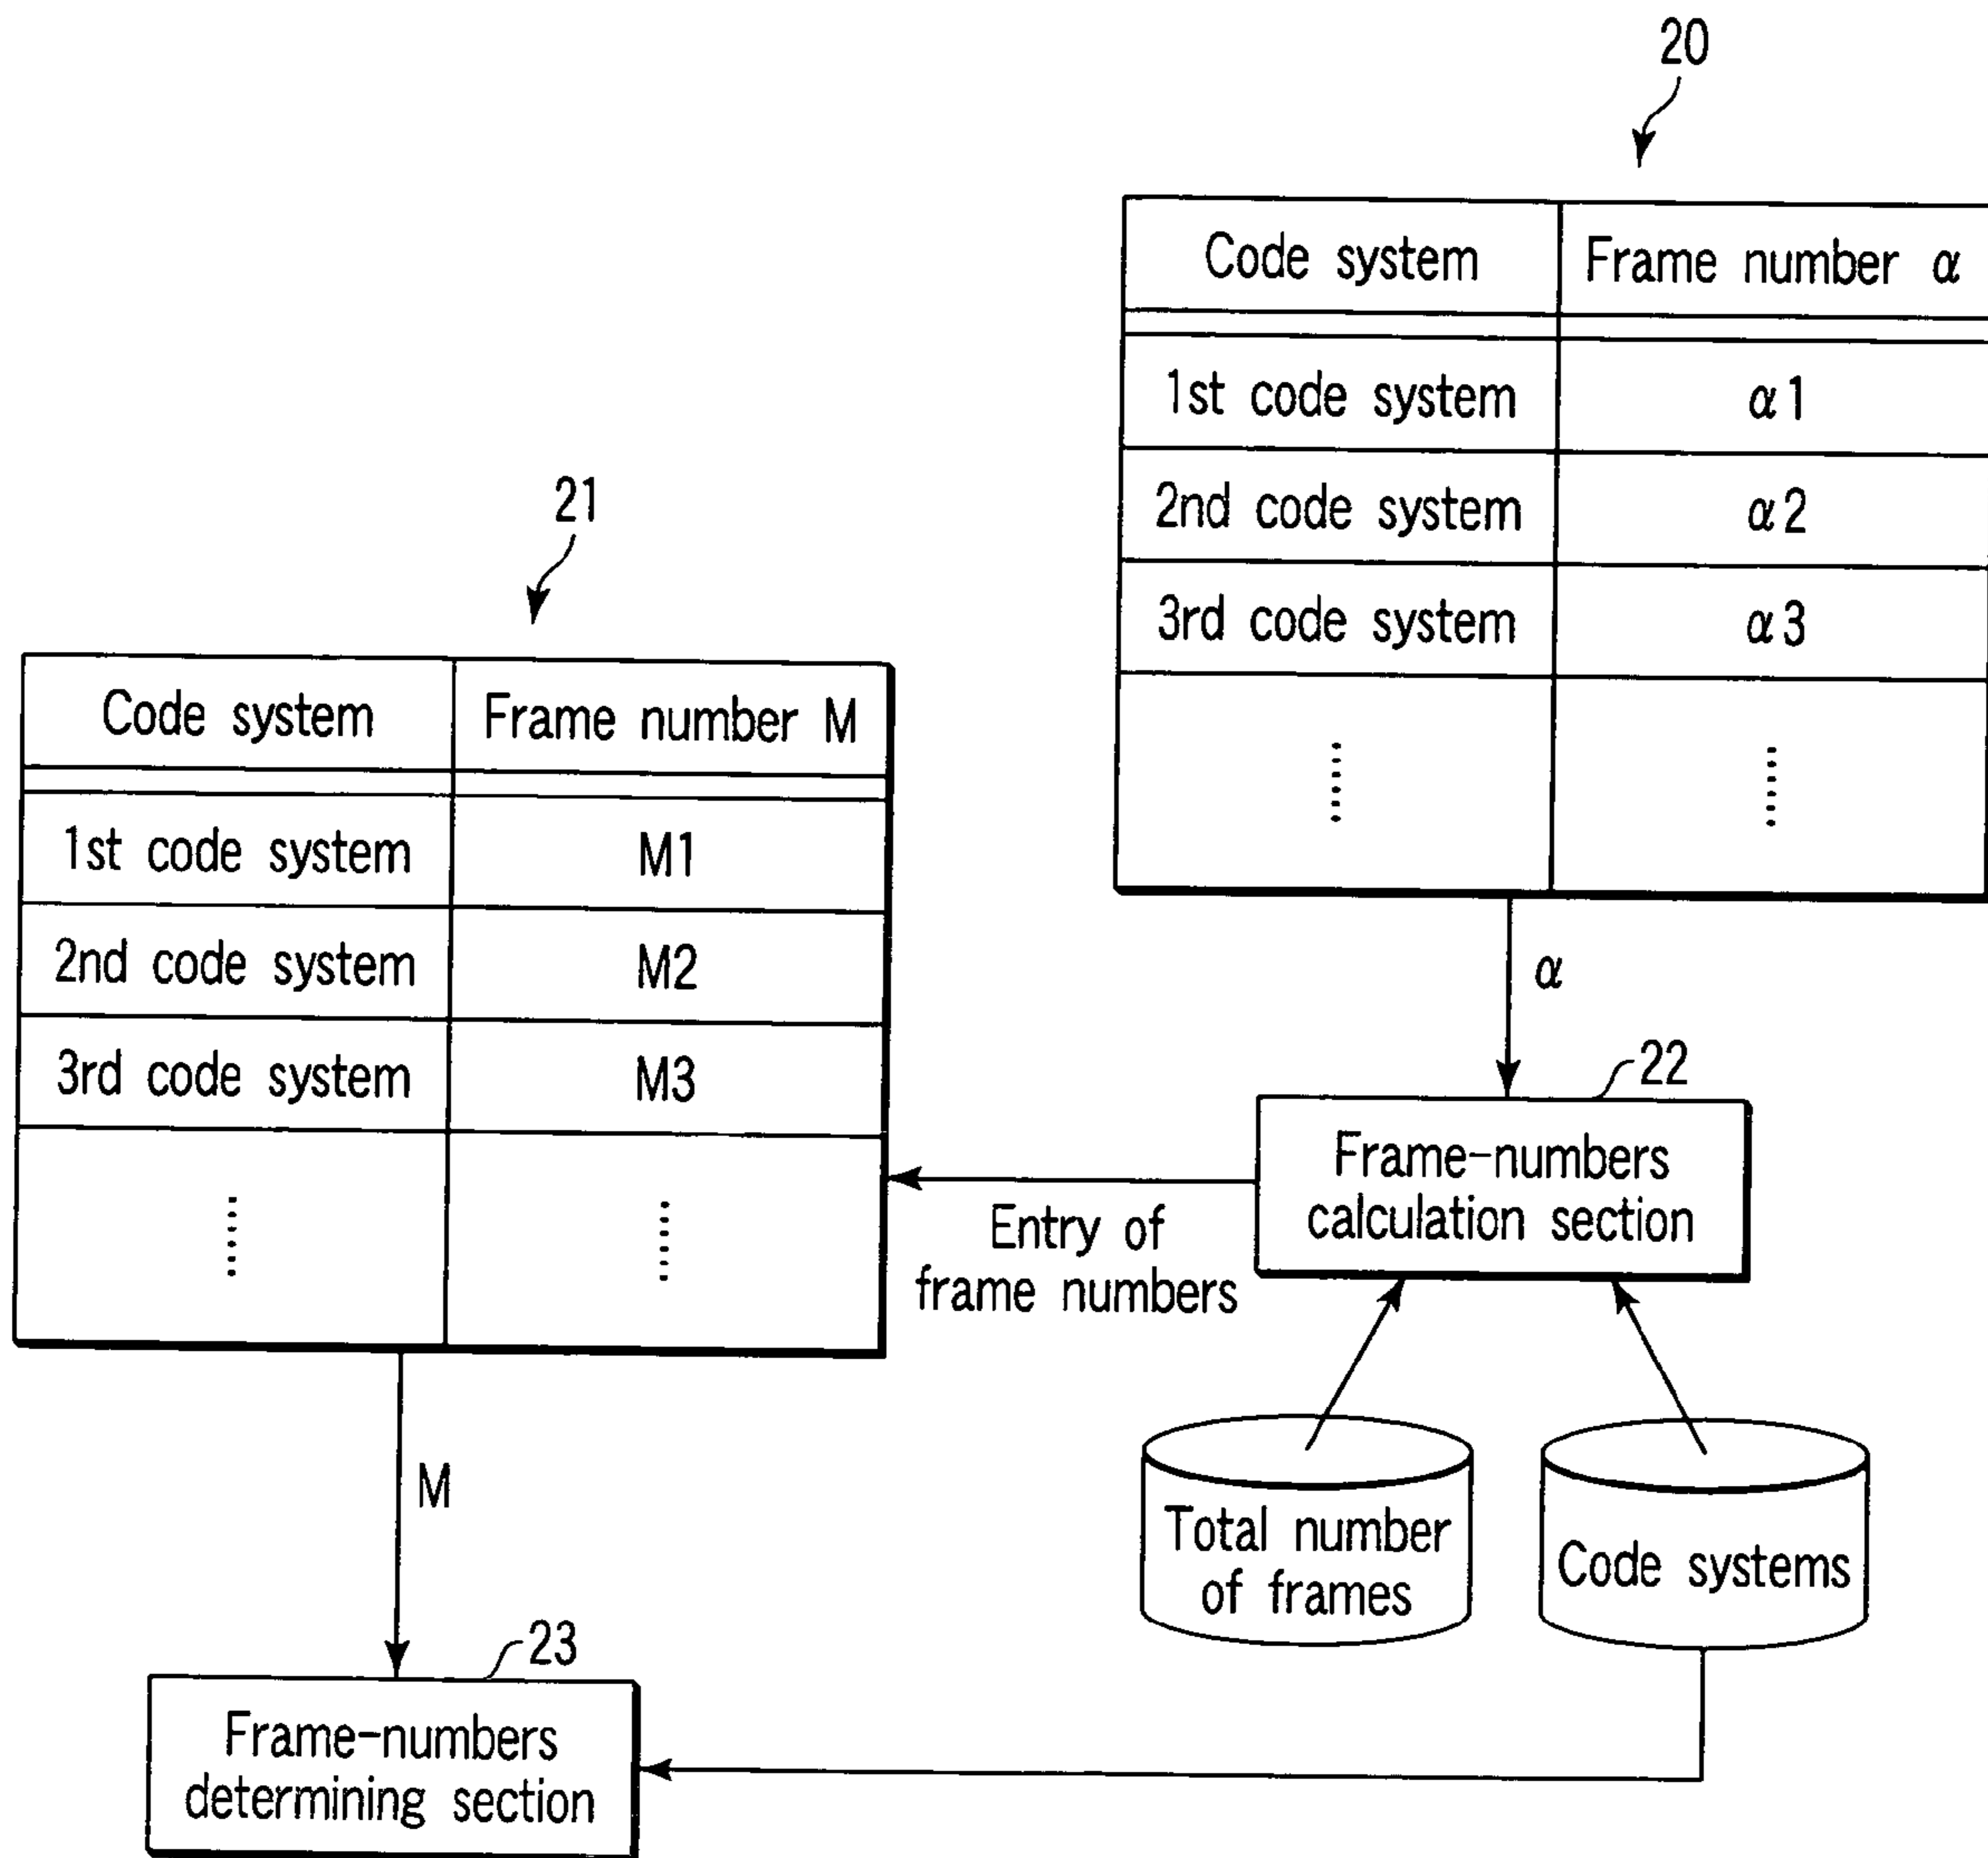 20
Code system Frame number α
1st code system α1
2nd code system α2
3rd code system α3
...... ......
21
Code system Frame number M
1st code system M1
2nd code system M2
3rd code system M3
...... ......
α
22
Frame-numbers
calculation section
Entry of
frame numbers
Total number
of frames
Code systems
M
23
Frame-numbers
determining section